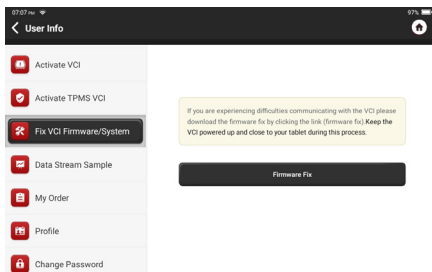 07:07 PM
97%
User Info
Activate VCI
Activate TPMS VCI
Fix VCI Firmware/System
Data Stream Sample
My Order
Profile
Change Password
If you are experiencing difficulties communicating with the VCI please
download the firmware fix by clicking the link (firmware fix).Keep the
VCI powered up and close to your tablet during this process.
Firmware Fix